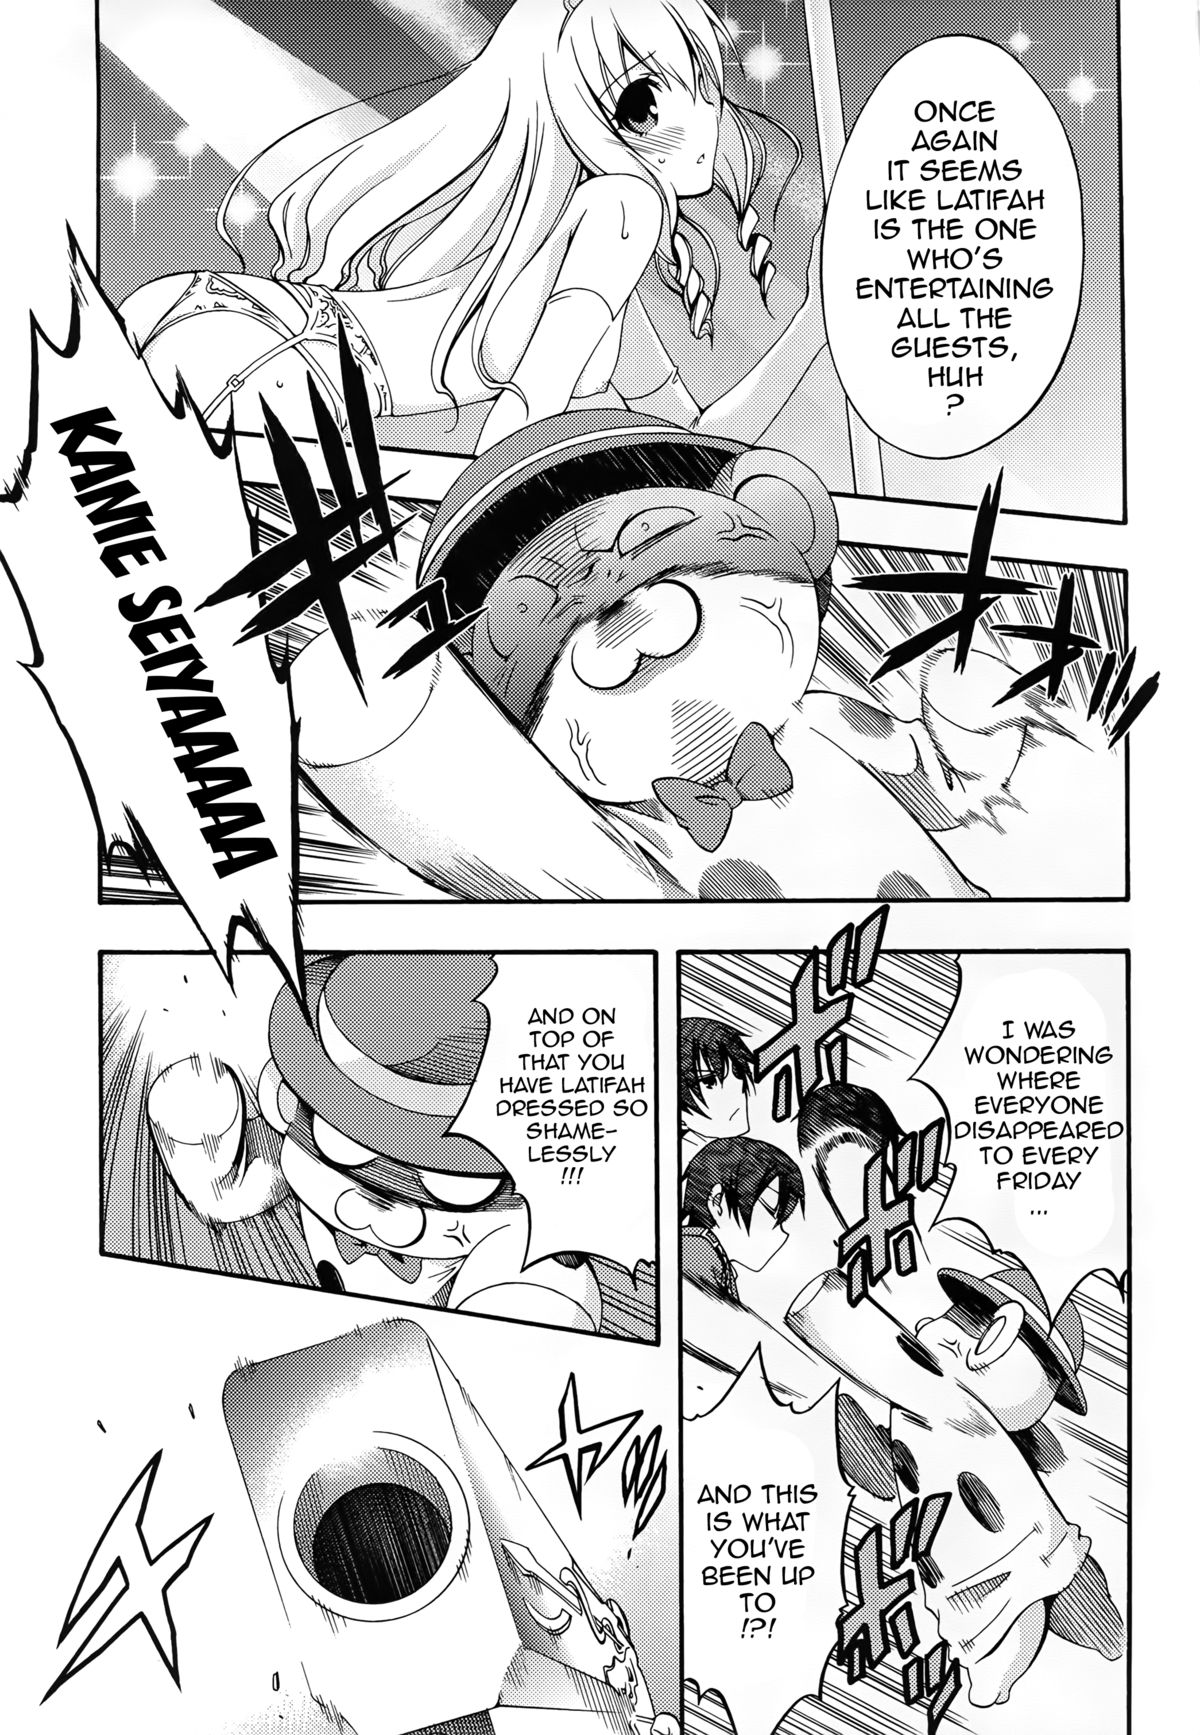 ONCE
AGAIN
IT SEEMS
LIKE LATIFAH
IS THE ONE
WHO'S
ENTERTAINING
ALL THE
GUESTS,
HUH
?
KANIE SEIYAAAAA
I WAS
WONDERING
WHERE
EVERYONE
DISAPPEARED
TO EVERY
FRIDAY
...
AND THIS
IS WHAT
YOU'VE
BEEN UP
TO
!?!
AND ON
TOP OF
THAT YOU
HAVE LATIFAH
DRESSED SO
SHAME-
LESSLY
!!!